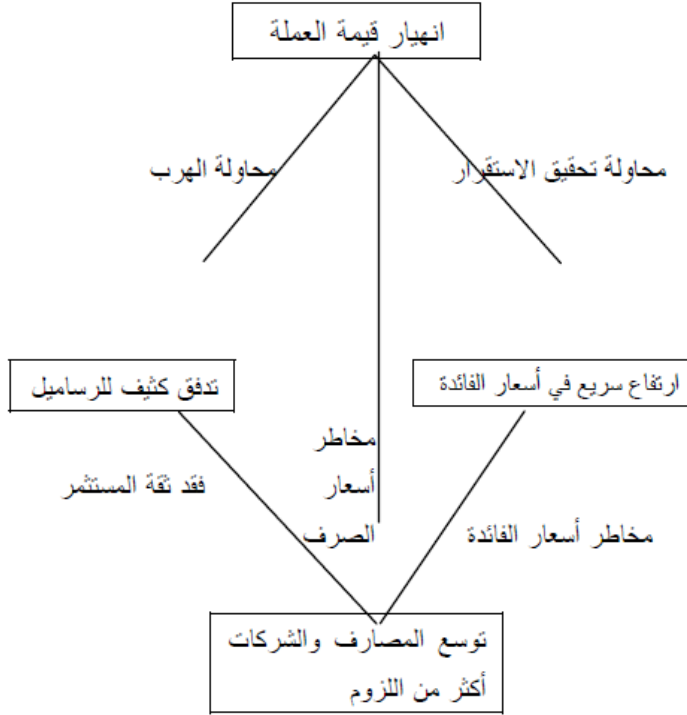 انهيار قيمة العملة
محاولة تحقيق الاستقرار
محاولة الهرب
ارتفاع سريع في أسعار الفائدة
تدفق كثيف للرساميل
مخاطر
أسعار
الصرف
فقد ثقة المستثمر
مخاطر أسعار الفائدة
توسع المصارف والشركات
أكثر من اللزوم